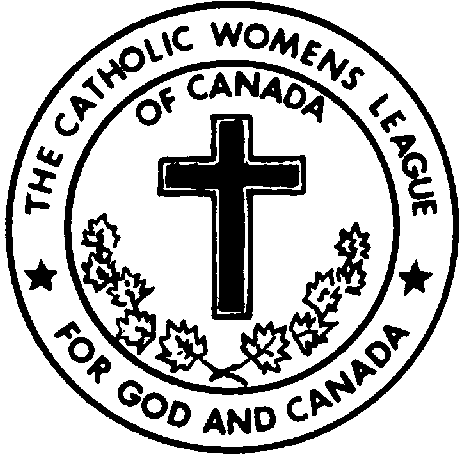 THE CATHOLIC WOMENS LEAGUE
OF CANADA
FOR GOD AND CANADA